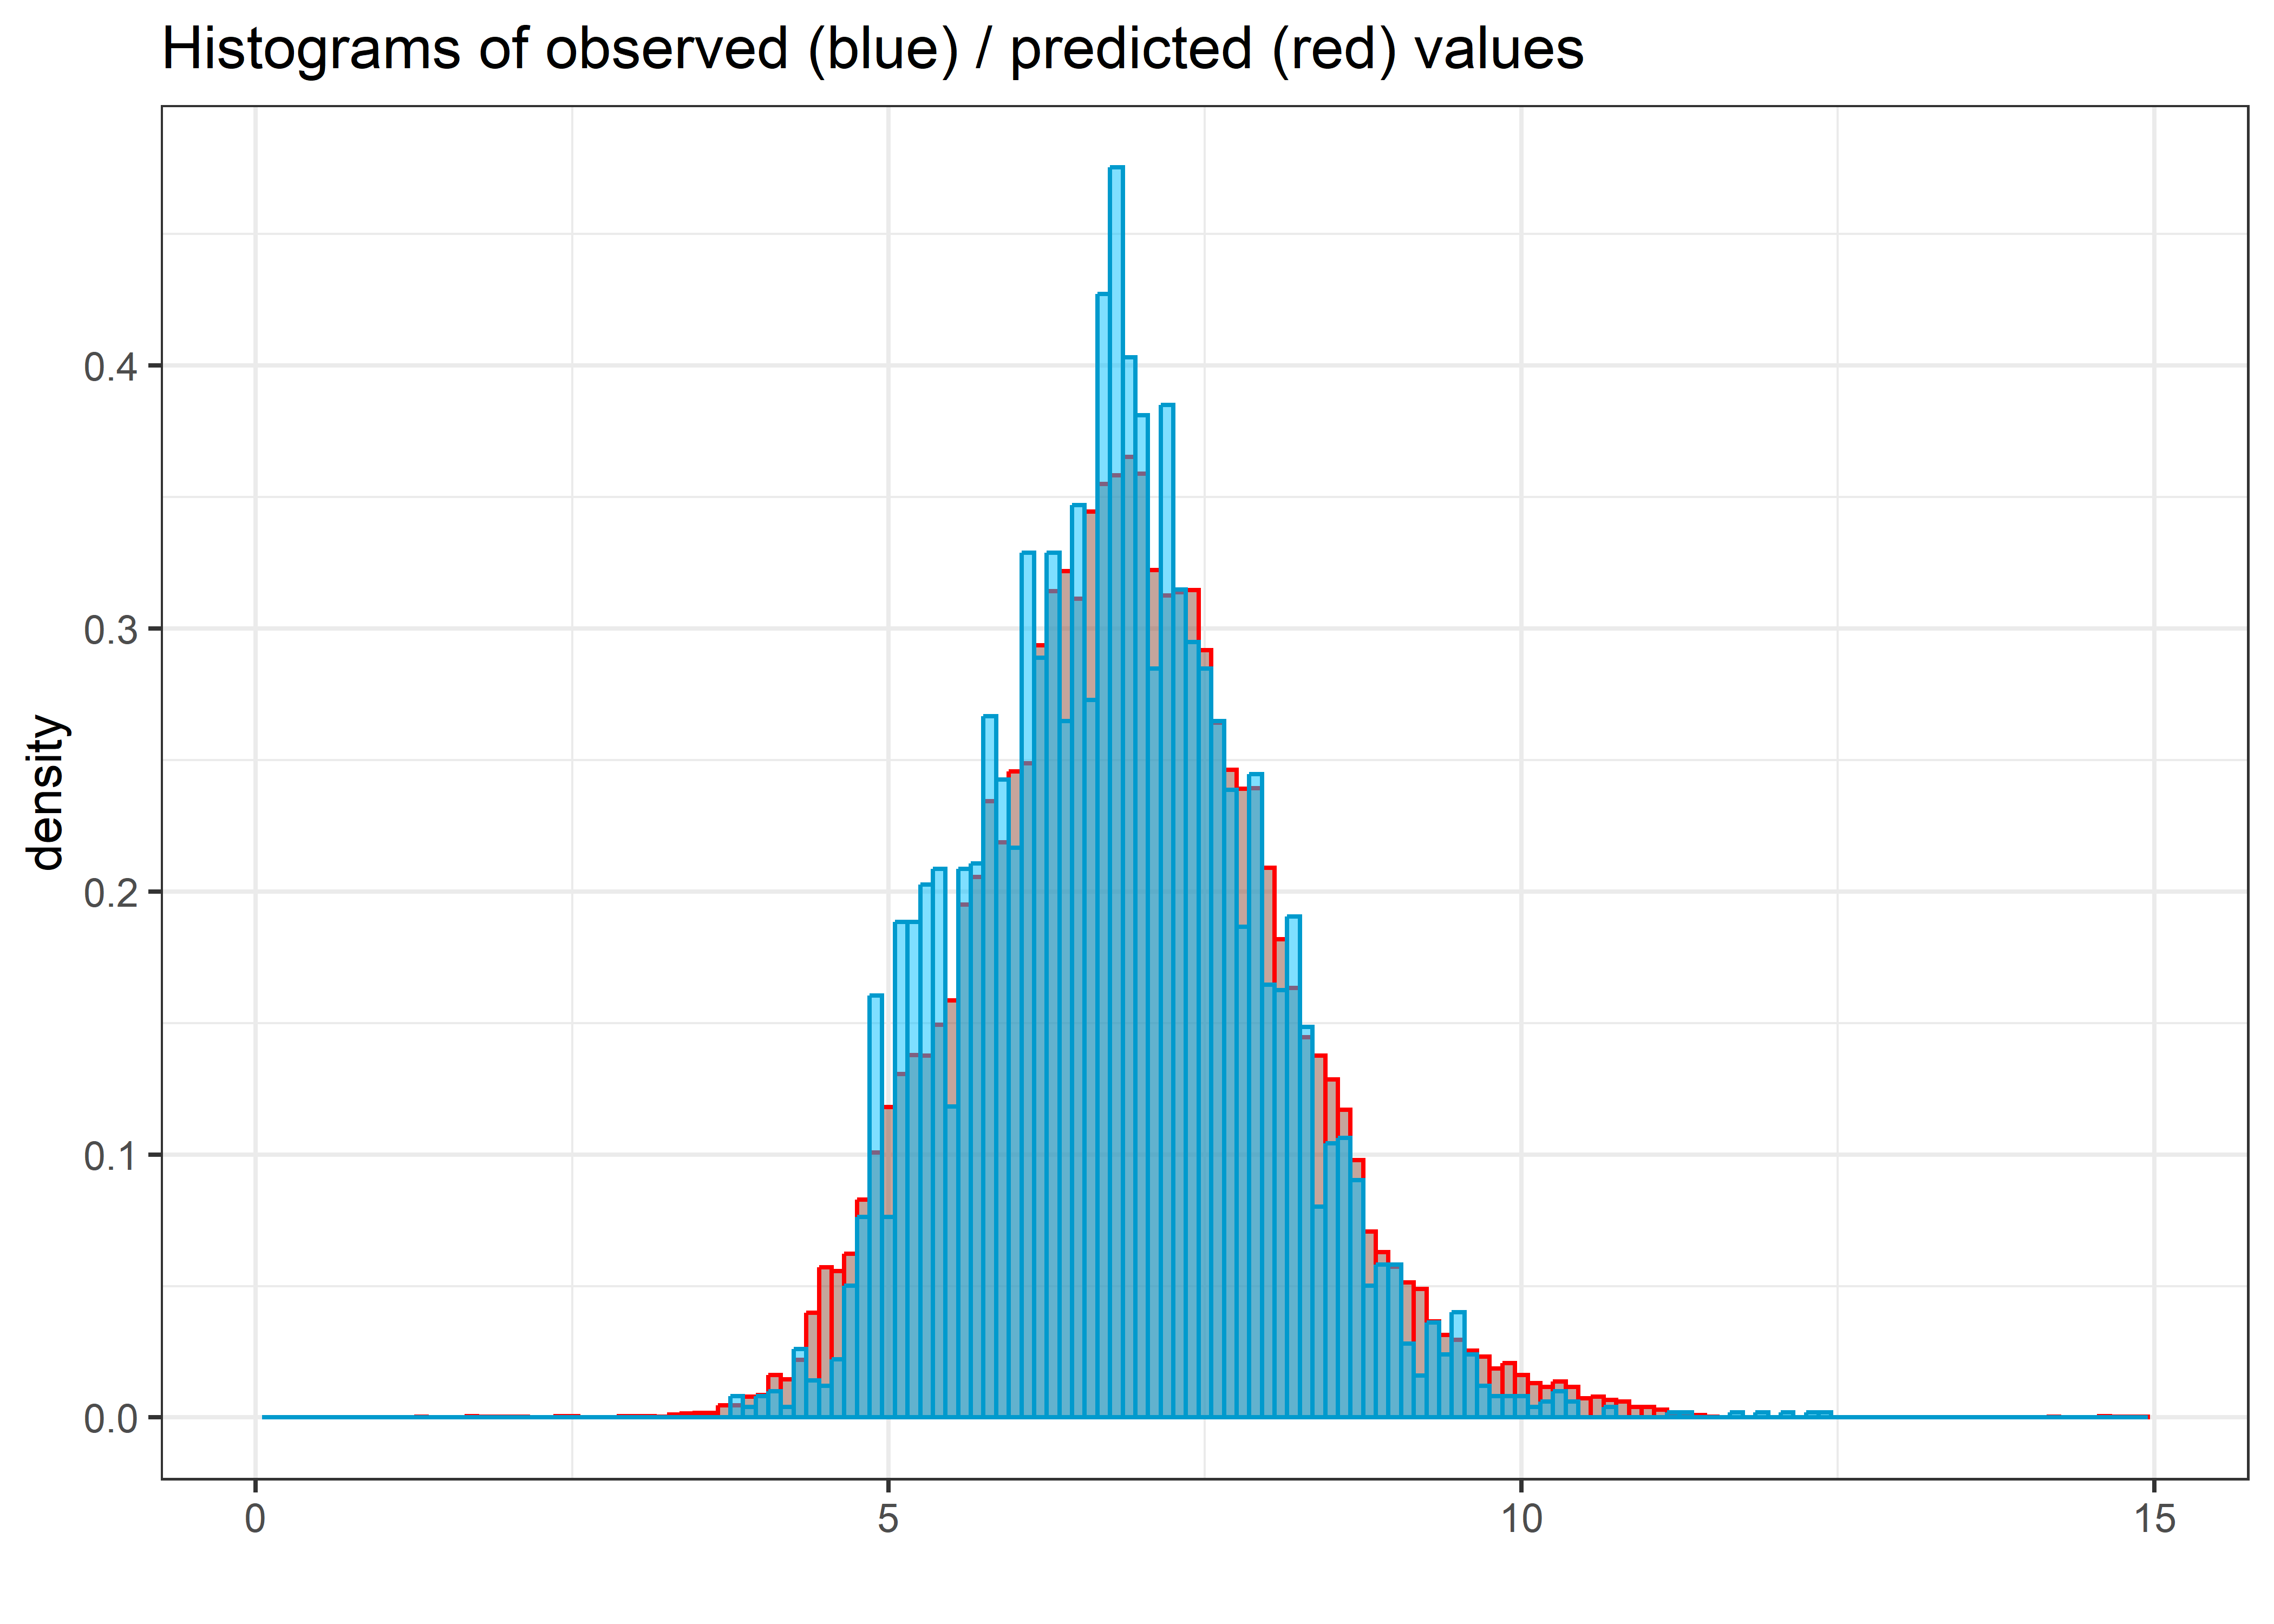 Histograms of observed (blue) / predicted (red) values
density
0.4
0.3
0.2
0.1
0.0
0 5 10 15